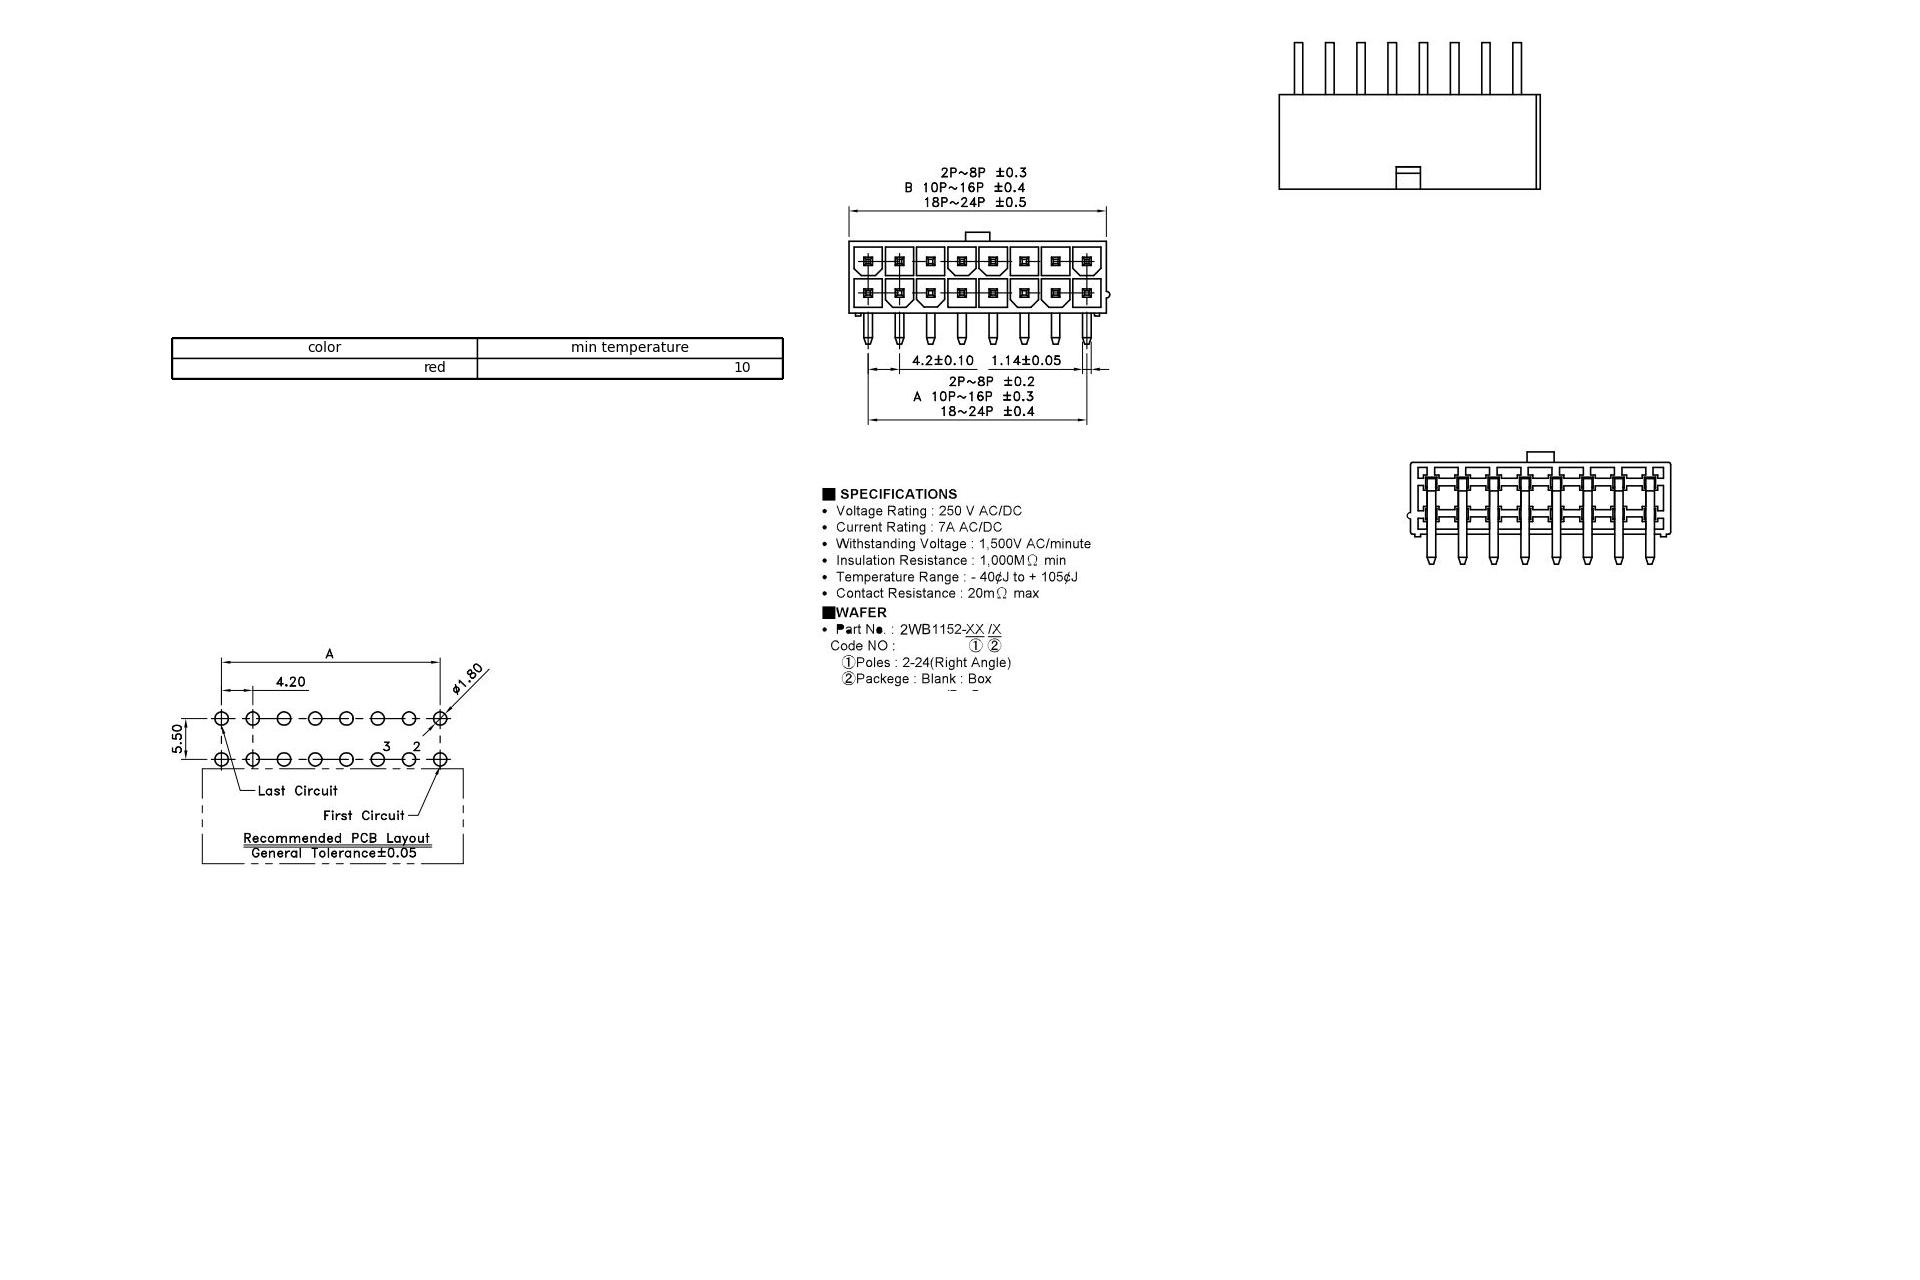 2P~8P ±0.3
B 10P~16P ±0.4
18P~24P ±0.5
color min temperature
red 10
4.2±0.10 1.14±0.05
2P~8P ±0.2
A 10P~16P ±0.3
18~24P ±0.4
■ SPECIFICATIONS
• Voltage Rating : 250 V AC/DC
• Current Rating : 7A AC/DC
• Withstanding Voltage : 1,500V AC/minute
• Insulation Resistance : 1,000MΩ min
• Temperature Range : - 40¢J to + 105¢J
• Contact Resistance : 20mΩ max
■WAFER
• Part No. : 2WB1152-XX /X
Code NO : ① ②
①Poles : 2-24(Right Angle)
②Packege : Blank : Box
A
4.20
ø1.80
5.50
3 2
Last Circuit
First Circuit
Recommended PCB Layout
General Tolerance±0.05